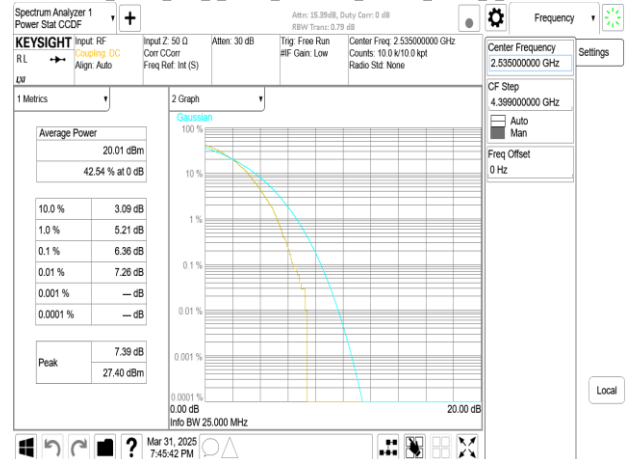 Spectrum Analyzer 1
Power Stat CCDF
Attn: 15.39dB, Duty Corr: 0 dB
RBW Trans: 0.79 dB
Frequency
KEYSIGHT
RL
LXI
Input: RF
Coupling: DC
Align: Auto
Input Z: 50 Ω
Corr CCorr
Freq Ref: Int (S)
Atten: 30 dB
Trig: Free Run
#IF Gain: Low
Center Freq: 2.535000000 GHz
Counts: 10.0 k/10.0 kpt
Radio Std: None
Center Frequency
2.535000000 GHz
Settings
CF Step
4.399000000 GHz
Auto
Man
Freq Offset
0 Hz
1 Metrics
Average Power
20.01 dBm
42.54 % at 0 dB
10.0 % 3.09 dB
1.0 % 5.21 dB
0.1 % 6.36 dB
0.01 % 7.26 dB
0.001 % --- dB
0.0001 % --- dB
Peak
7.39 dB
27.40 dBm
2 Graph
Gaussian
100 %
10 %
1 %
0.1 %
0.01 %
0.001 %
0.0001 %
0.00 dB
20.00 dB
Info BW 25.000 MHz
Local
?
Mar 31, 2025
7:45:42 PM